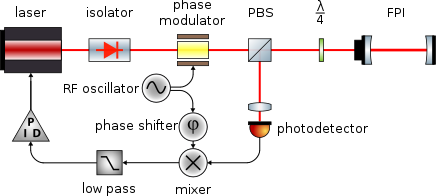 laser
isolator
phase
modulator
PBS
λ
4
FPI
RF oscillator
phase shifter
φ
photodetector
P
I D
low pass
mixer